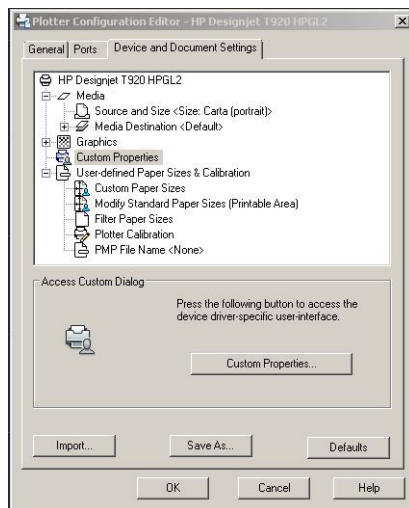 Plotter Configuration Editor - HP Designjet T920 HPGL2
General Ports Device and Document Settings
HP Designjet T920 HPGL2
Media
Source and Size <Size: Carta (portrait)>
Media Destination <Default>
Graphics
Custom Properties
User-defined Paper Sizes & Calibration
Custom Paper Sizes
Modify Standard Paper Sizes (Printable Area)
Filter Paper Sizes
Plotter Calibration
PMP File Name <None>
Access Custom Dialog
Press the following button to access the
device driver-specific user-interface.
Custom Properties...
Import... Save As... Defaults
OK Cancel Help